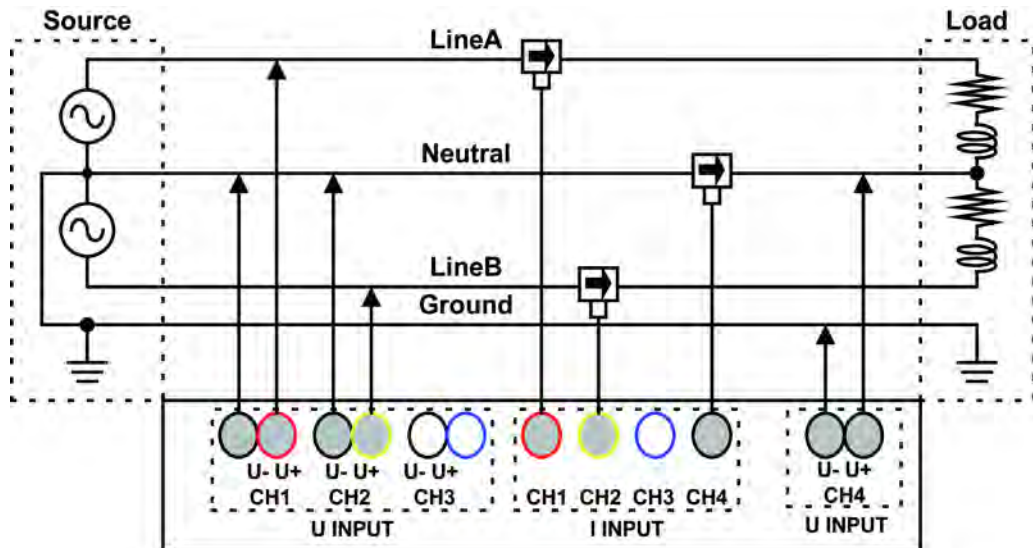 Source
Load
LineA
Neutral
LineB
Ground
U- U+
U- U+
U- U+
U- U+
CH1
CH2
CH3
CH1
CH2
CH3
CH4
CH4
U INPUT
I INPUT
U INPUT